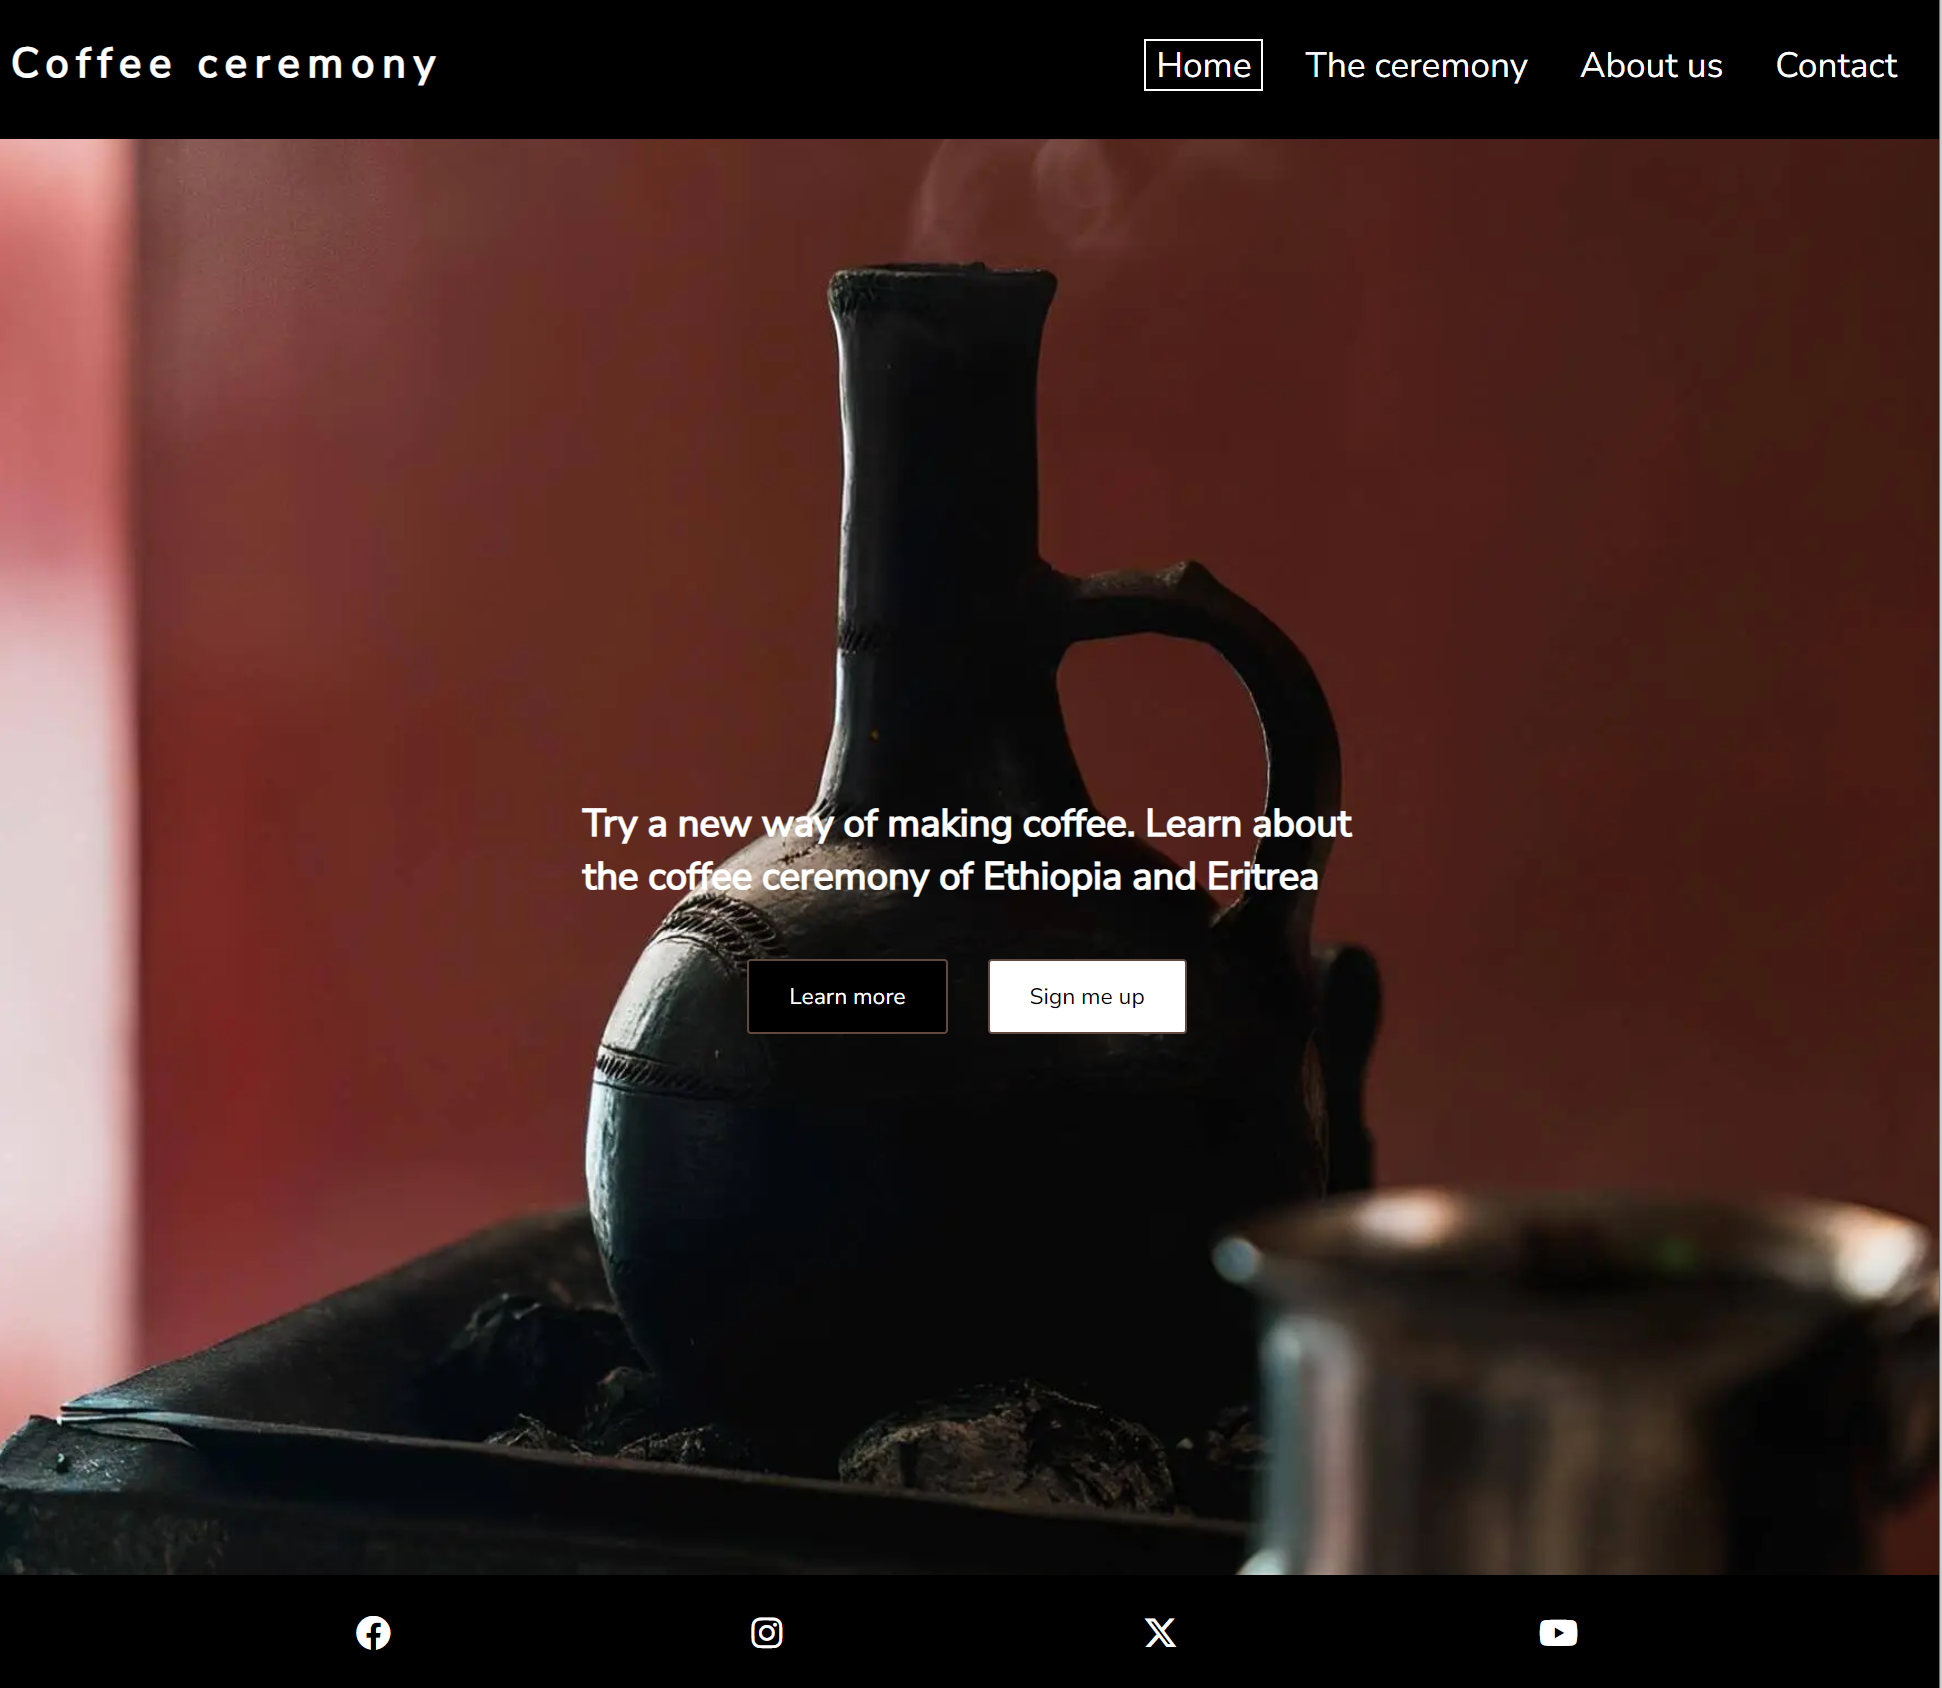 Coffee ceremony
Home The ceremony About us Contact
Try a new way of making coffee. Learn about
the coffee ceremony of Ethiopia and Eritrea
Learn more Sign me up